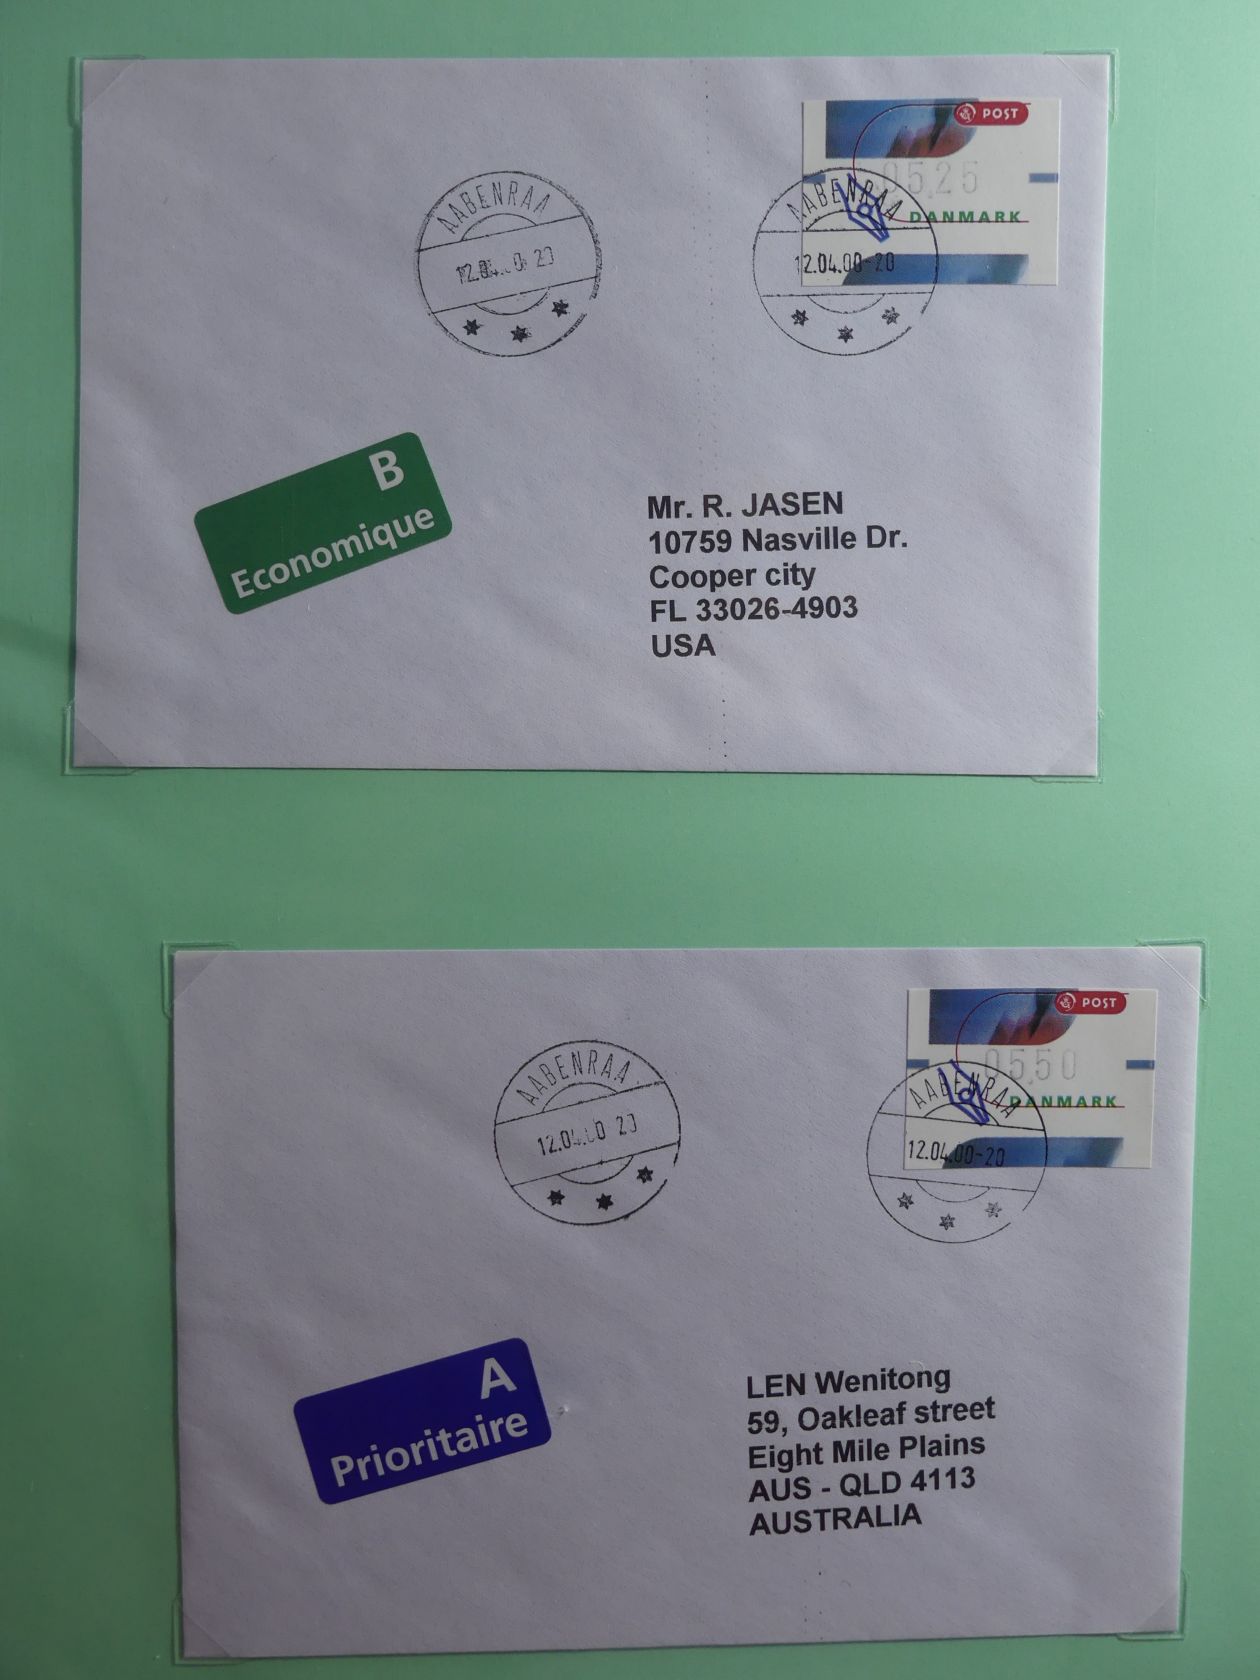 POST
05,25
DANMARK
AABENRAA
AABENRAA
12.04.00-20
B
Economique
Mr. R. JASEN
10759 Nasville Dr.
Cooper city
FL 33026-4903
USA
POST
05,50
DANMARK
AABENRAA
12.04.00 20
AABENRAA
12.04.00-20
A
Prioritaire
LEN Wenitong
59, Oakleaf street
Eight Mile Plains
AUS - QLD 4113
AUSTRALIA